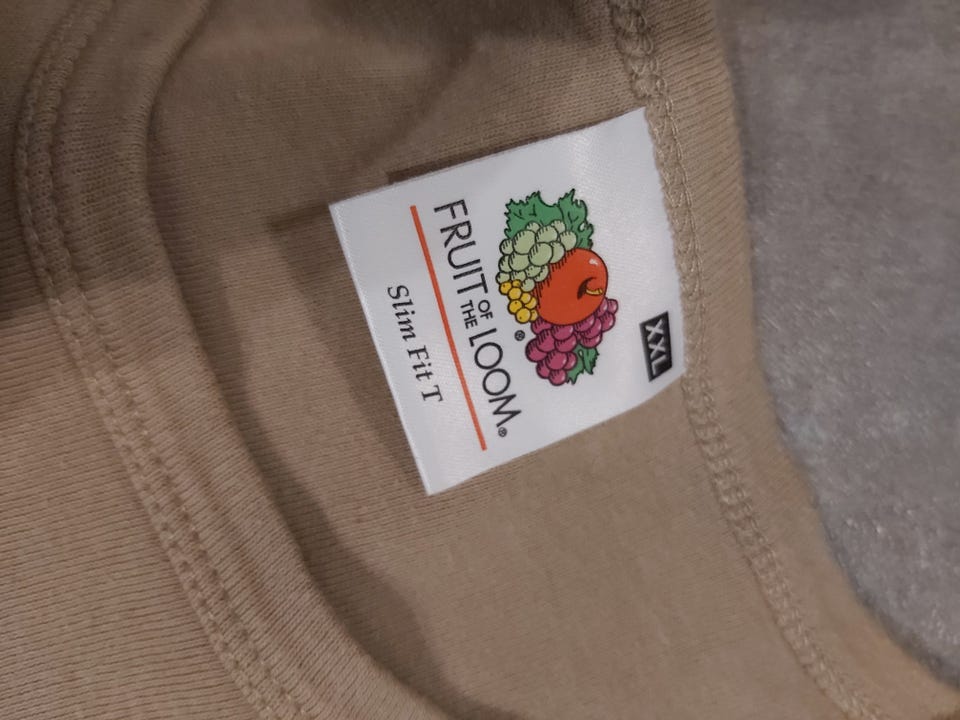 XXL
®
FRUIT OF THE LOOM®
Slim Fit T